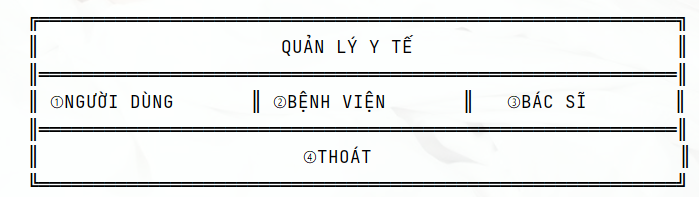 QUẢN LÝ Y TẾ
①NGƯỜI DÙNG ║ ②BỆNH VIỆN ║ ③BÁC SĨ
④THOÁT